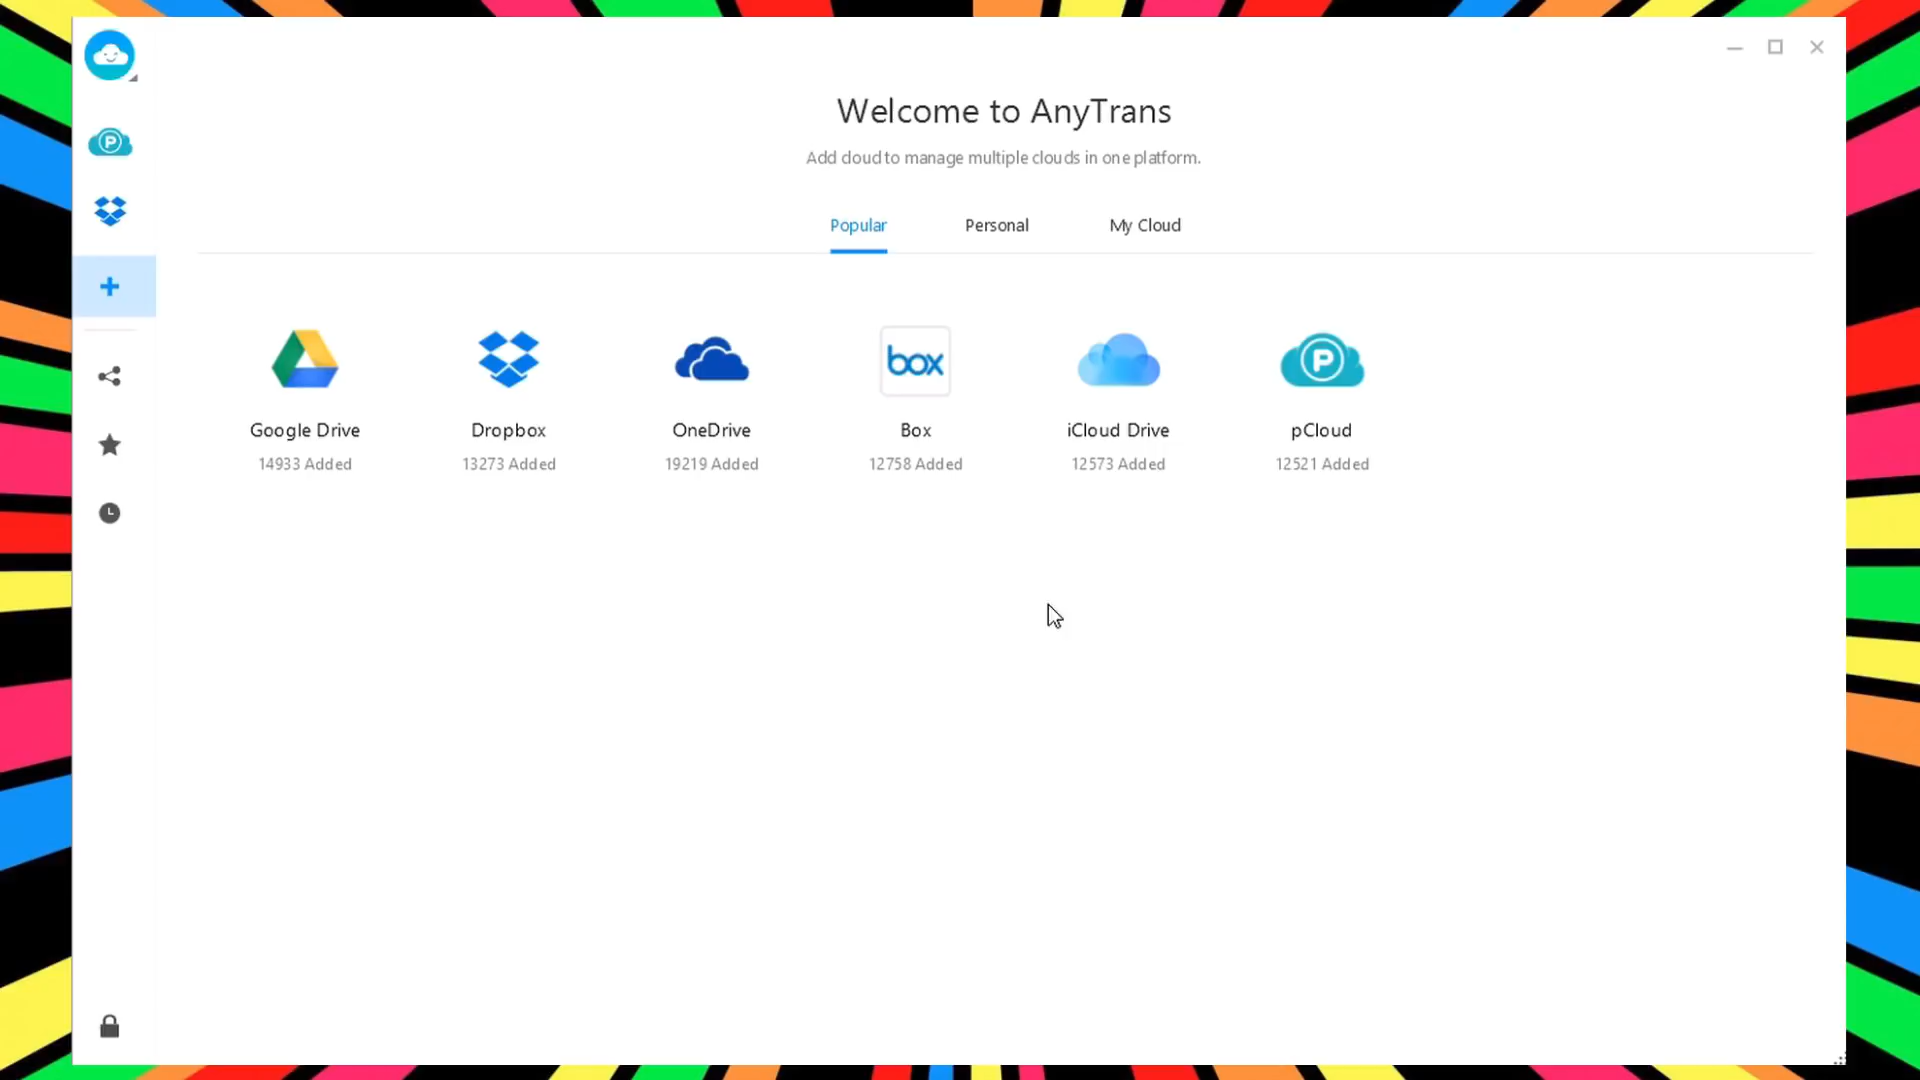 Welcome to AnyTrans
Add cloud to manage multiple clouds in one platform.
Popular Personal My Cloud
box
Google Drive Dropbox OneDrive Box iCloud Drive pCloud
14933 Added 13273 Added 19219 Added 12758 Added 12573 Added 12521 Added